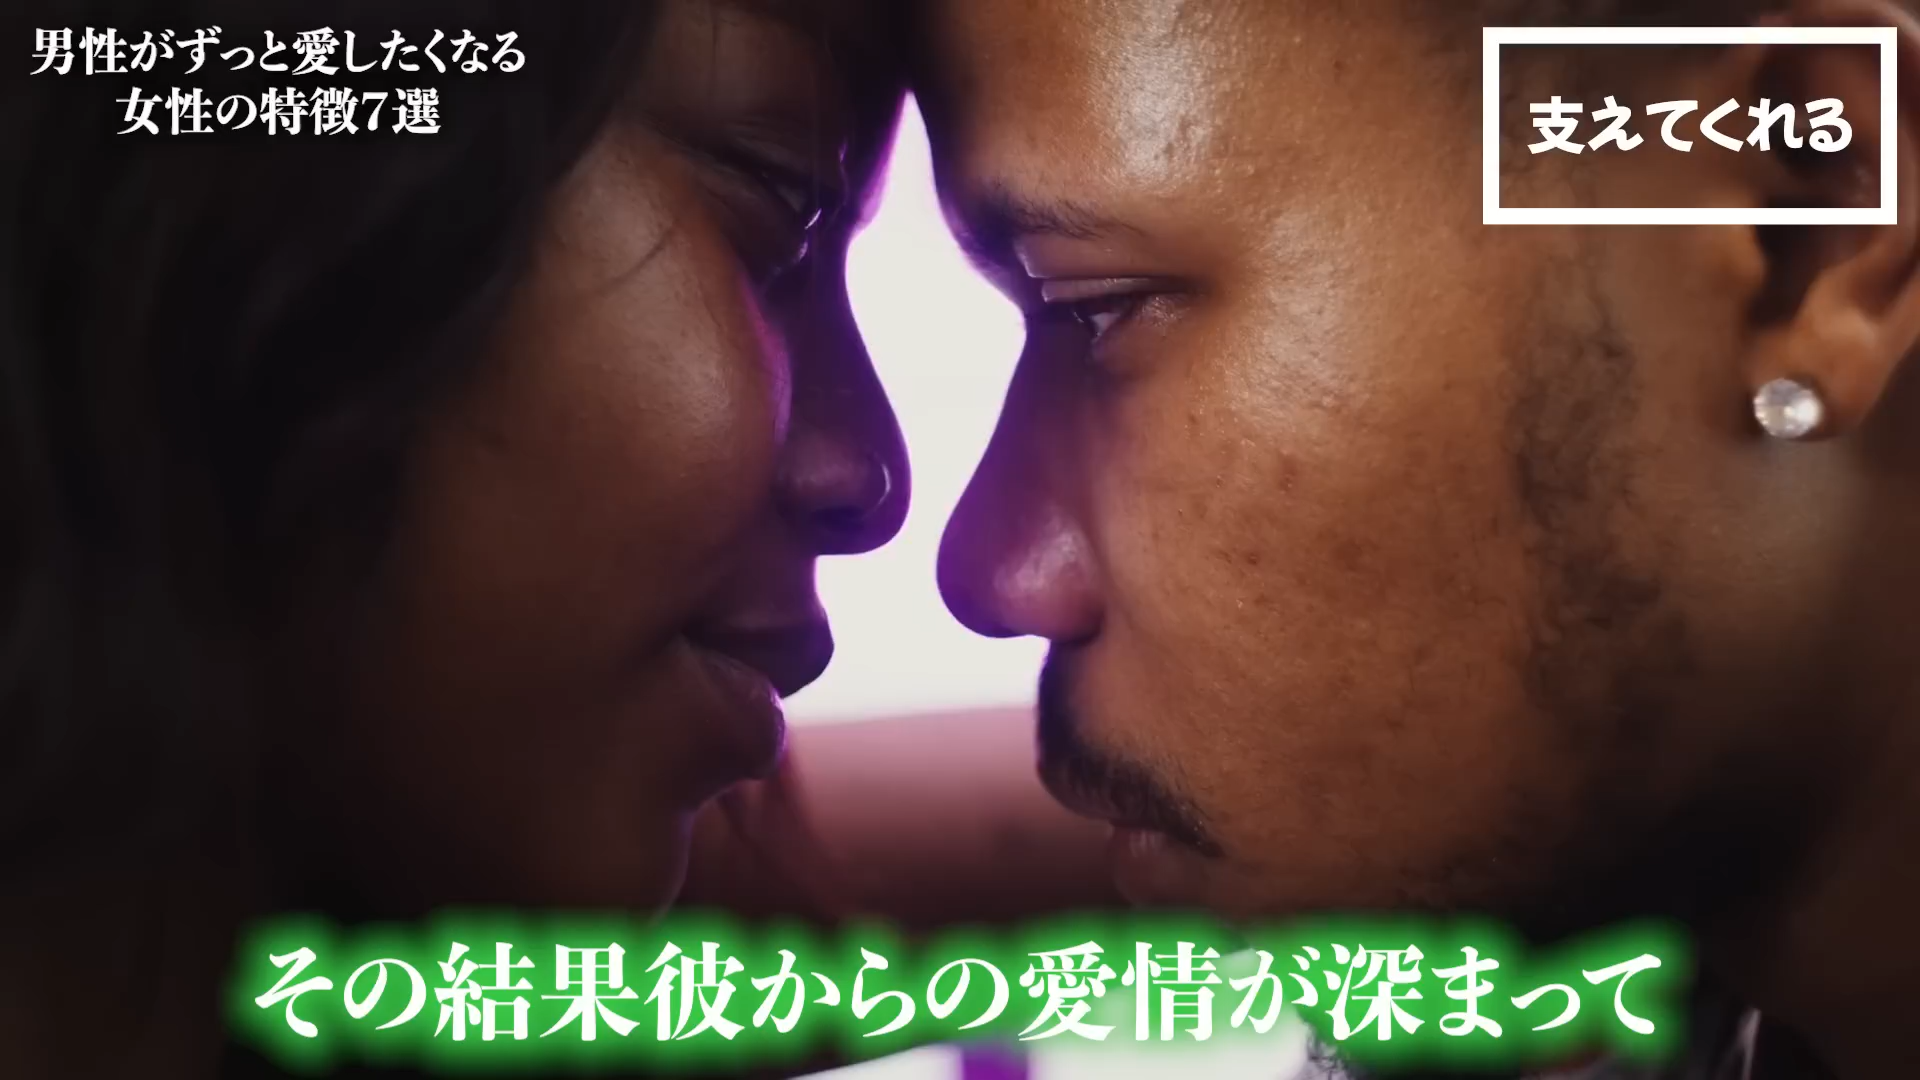 男性がずっと愛したくなる
女性の特徴7選
支えてくれる
その結果彼からの愛情が深まって